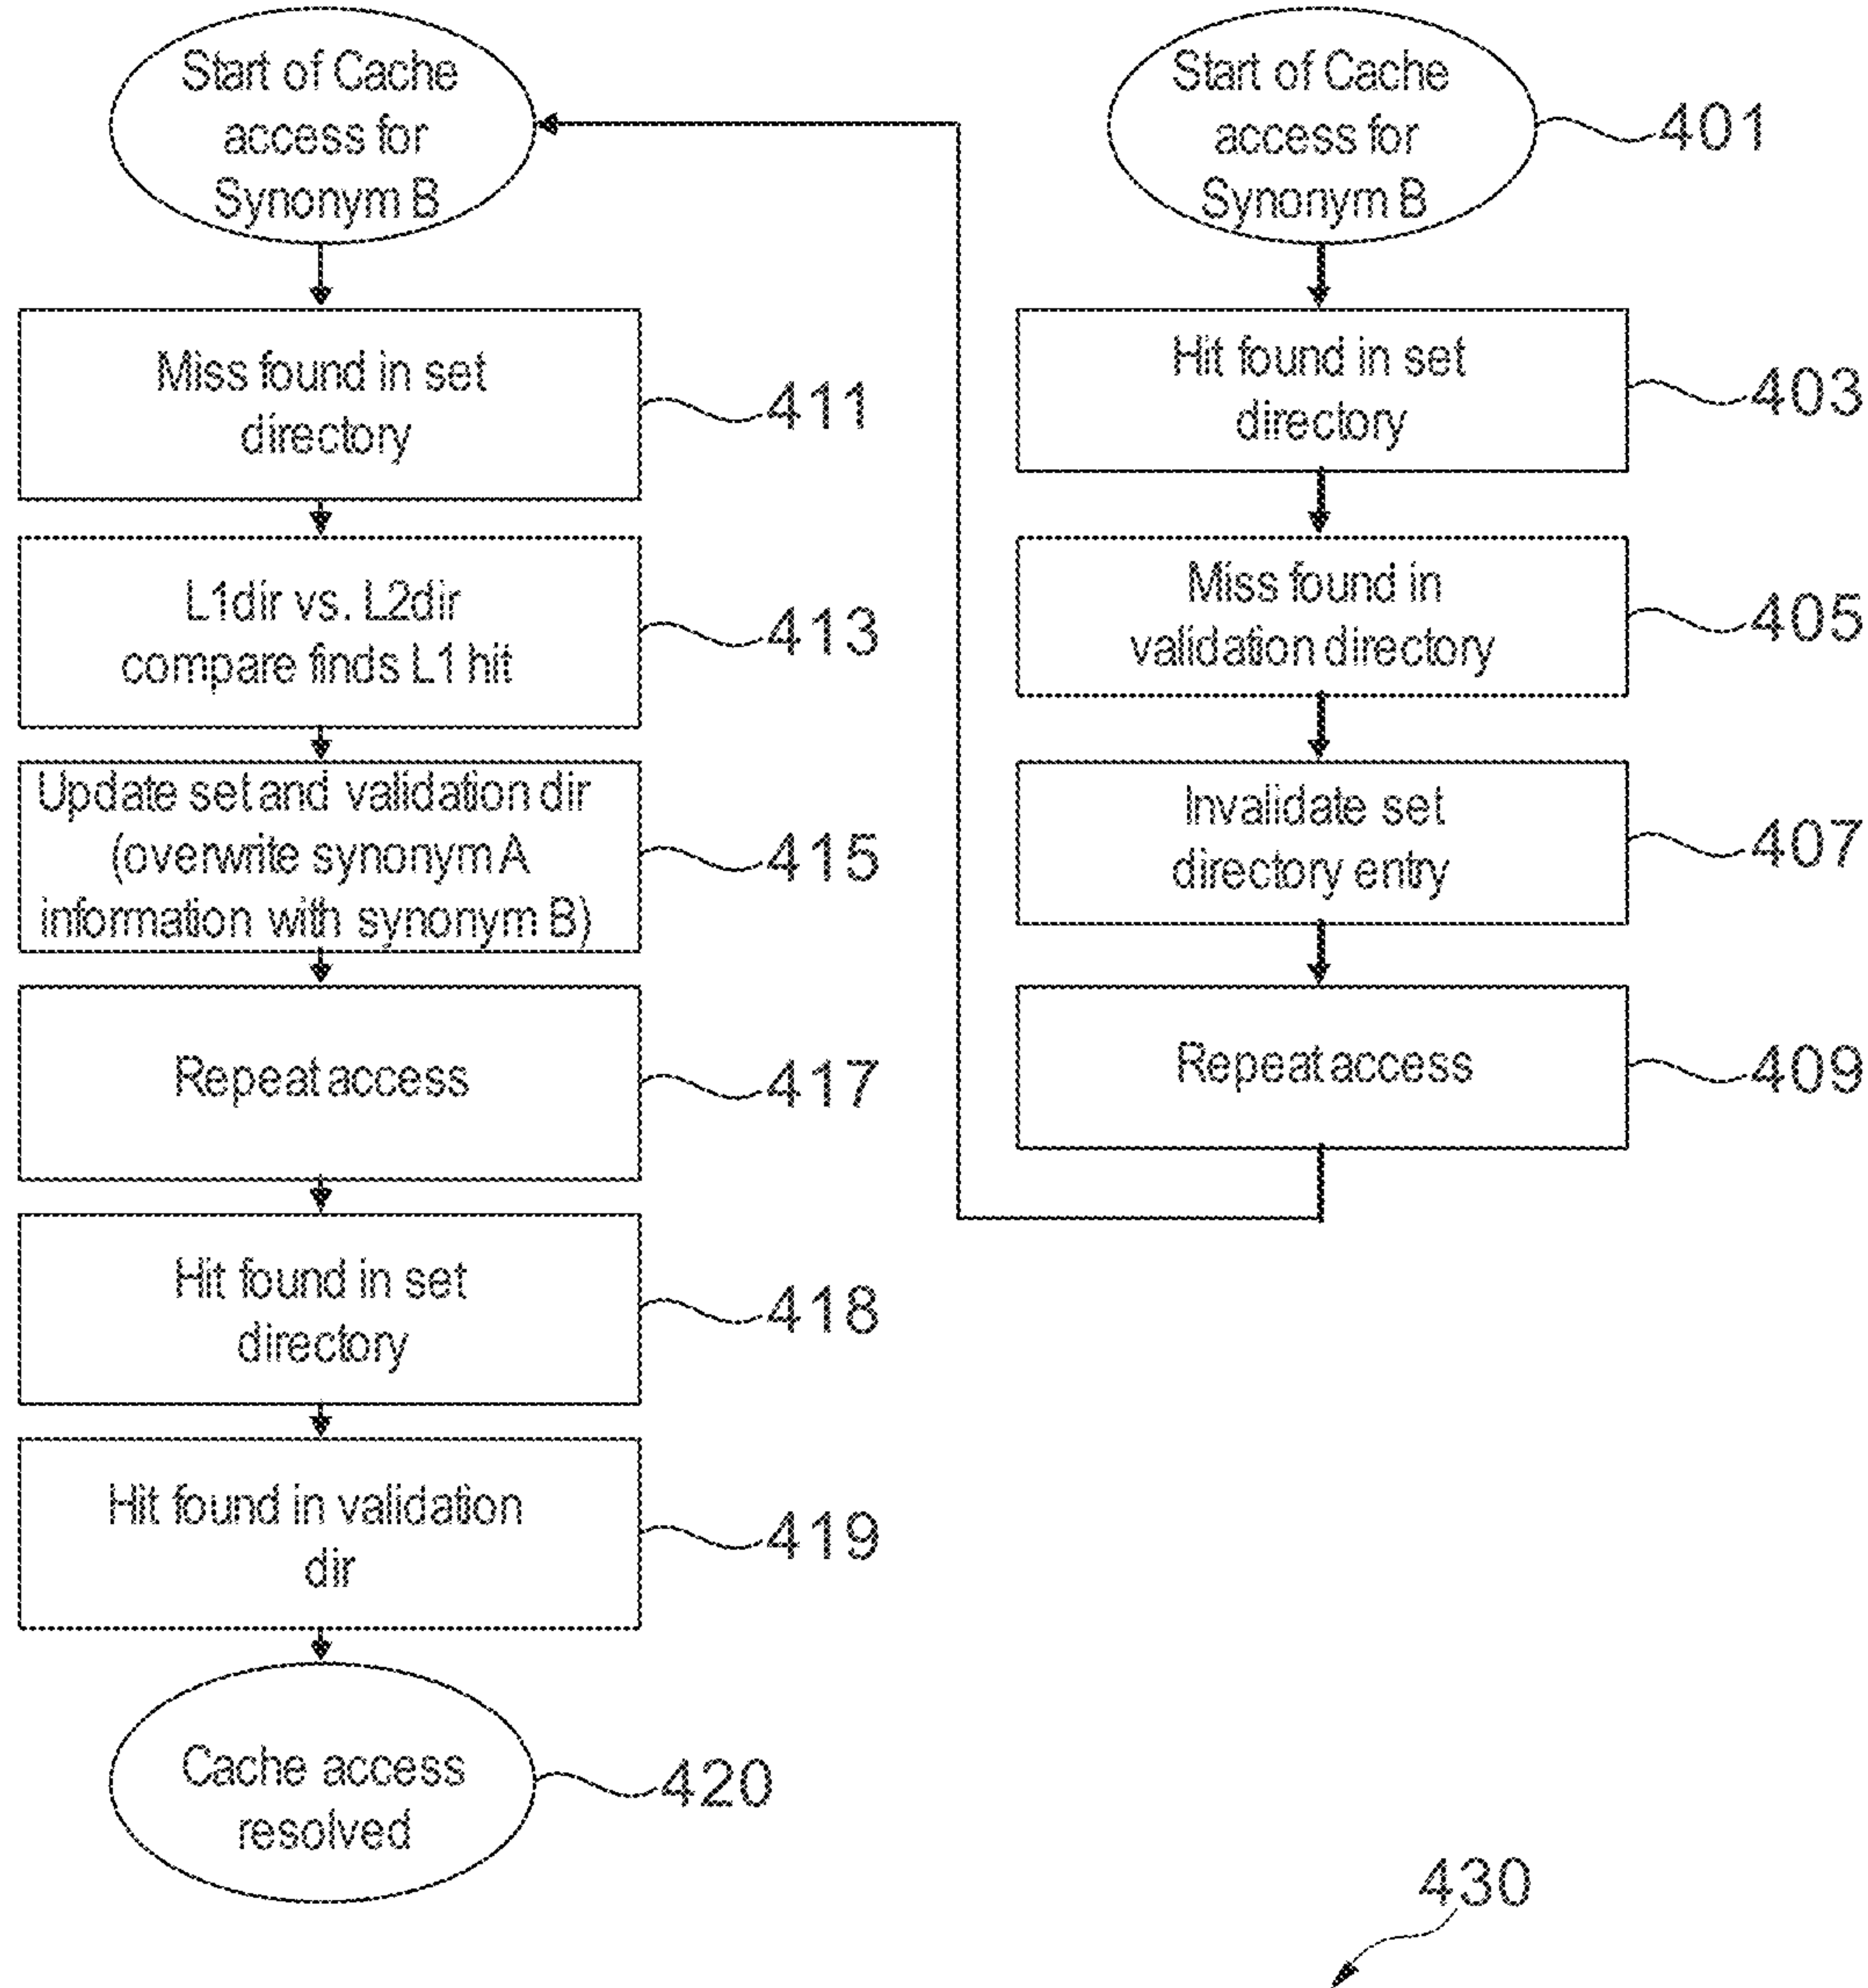 Start of Cache
access for
Synonym B
Miss found in set
directory
411
L1dir vs. L2dir
compare finds L1 hit
413
Update set and validation dir
(overwrite synonym A
information with synonym B)
415
Repeat access
417
Hit found in set
directory
418
Hit found in validation
dir
419
Cache access
resolved
420
Start of Cache
access for
Synonym B
401
Hit found in set
directory
403
Miss found in
validation directory
405
Invalidate set
directory entry
407
Repeat access
409
430